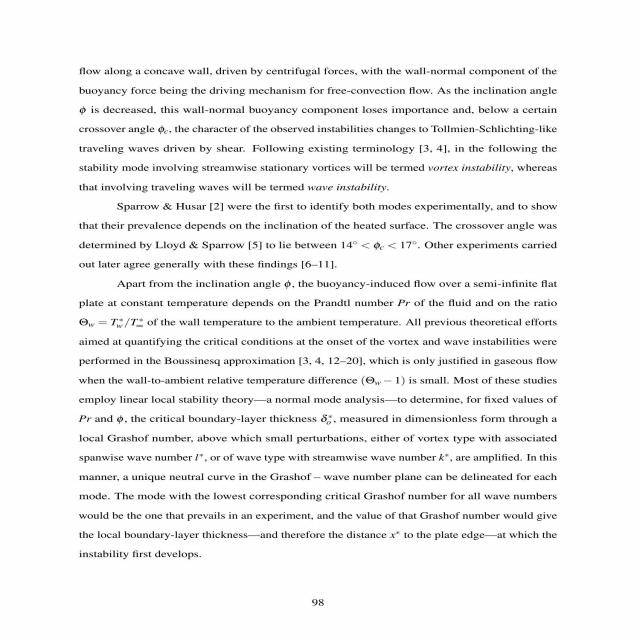 flow along a concave wall, driven by centrifugal forces, with the wall-normal component of the
buoyancy force being the driving mechanism for free-convection flow. As the inclination angle
ϕ is decreased, this wall-normal buoyancy component loses importance and, below a certain
crossover angle ϕc, the character of the observed instabilities changes to Tollmien-Schlichting-like
traveling waves driven by shear. Following existing terminology [3, 4], in the following the
stability mode involving streamwise stationary vortices will be termed vortex instability, whereas
that involving traveling waves will be termed wave instability.
Sparrow & Husar [2] were the first to identify both modes experimentally, and to show
that their prevalence depends on the inclination of the heated surface. The crossover angle was
determined by Lloyd & Sparrow [5] to lie between 14° < ϕc < 17°. Other experiments carried
out later agree generally with these findings [6–11].
Apart from the inclination angle ϕ, the buoyancy-induced flow over a semi-infinite flat
plate at constant temperature depends on the Prandtl number Pr of the fluid and on the ratio
Θw = T*w/T*∞ of the wall temperature to the ambient temperature. All previous theoretical efforts
aimed at quantifying the critical conditions at the onset of the vortex and wave instabilities were
performed in the Boussinesq approximation [3, 4, 12–20], which is only justified in gaseous flow
when the wall-to-ambient relative temperature difference (Θw − 1) is small. Most of these studies
employ linear local stability theory—a normal mode analysis—to determine, for fixed values of
Pr and ϕ, the critical boundary-layer thickness δ*o, measured in dimensionless form through a
local Grashof number, above which small perturbations, either of vortex type with associated
spanwise wave number l*, or of wave type with streamwise wave number k*, are amplified. In this
manner, a unique neutral curve in the Grashof – wave number plane can be delineated for each
mode. The mode with the lowest corresponding critical Grashof number for all wave numbers
would be the one that prevails in an experiment, and the value of that Grashof number would give
the local boundary-layer thickness—and therefore the distance x* to the plate edge—at which the
instability first develops.
98